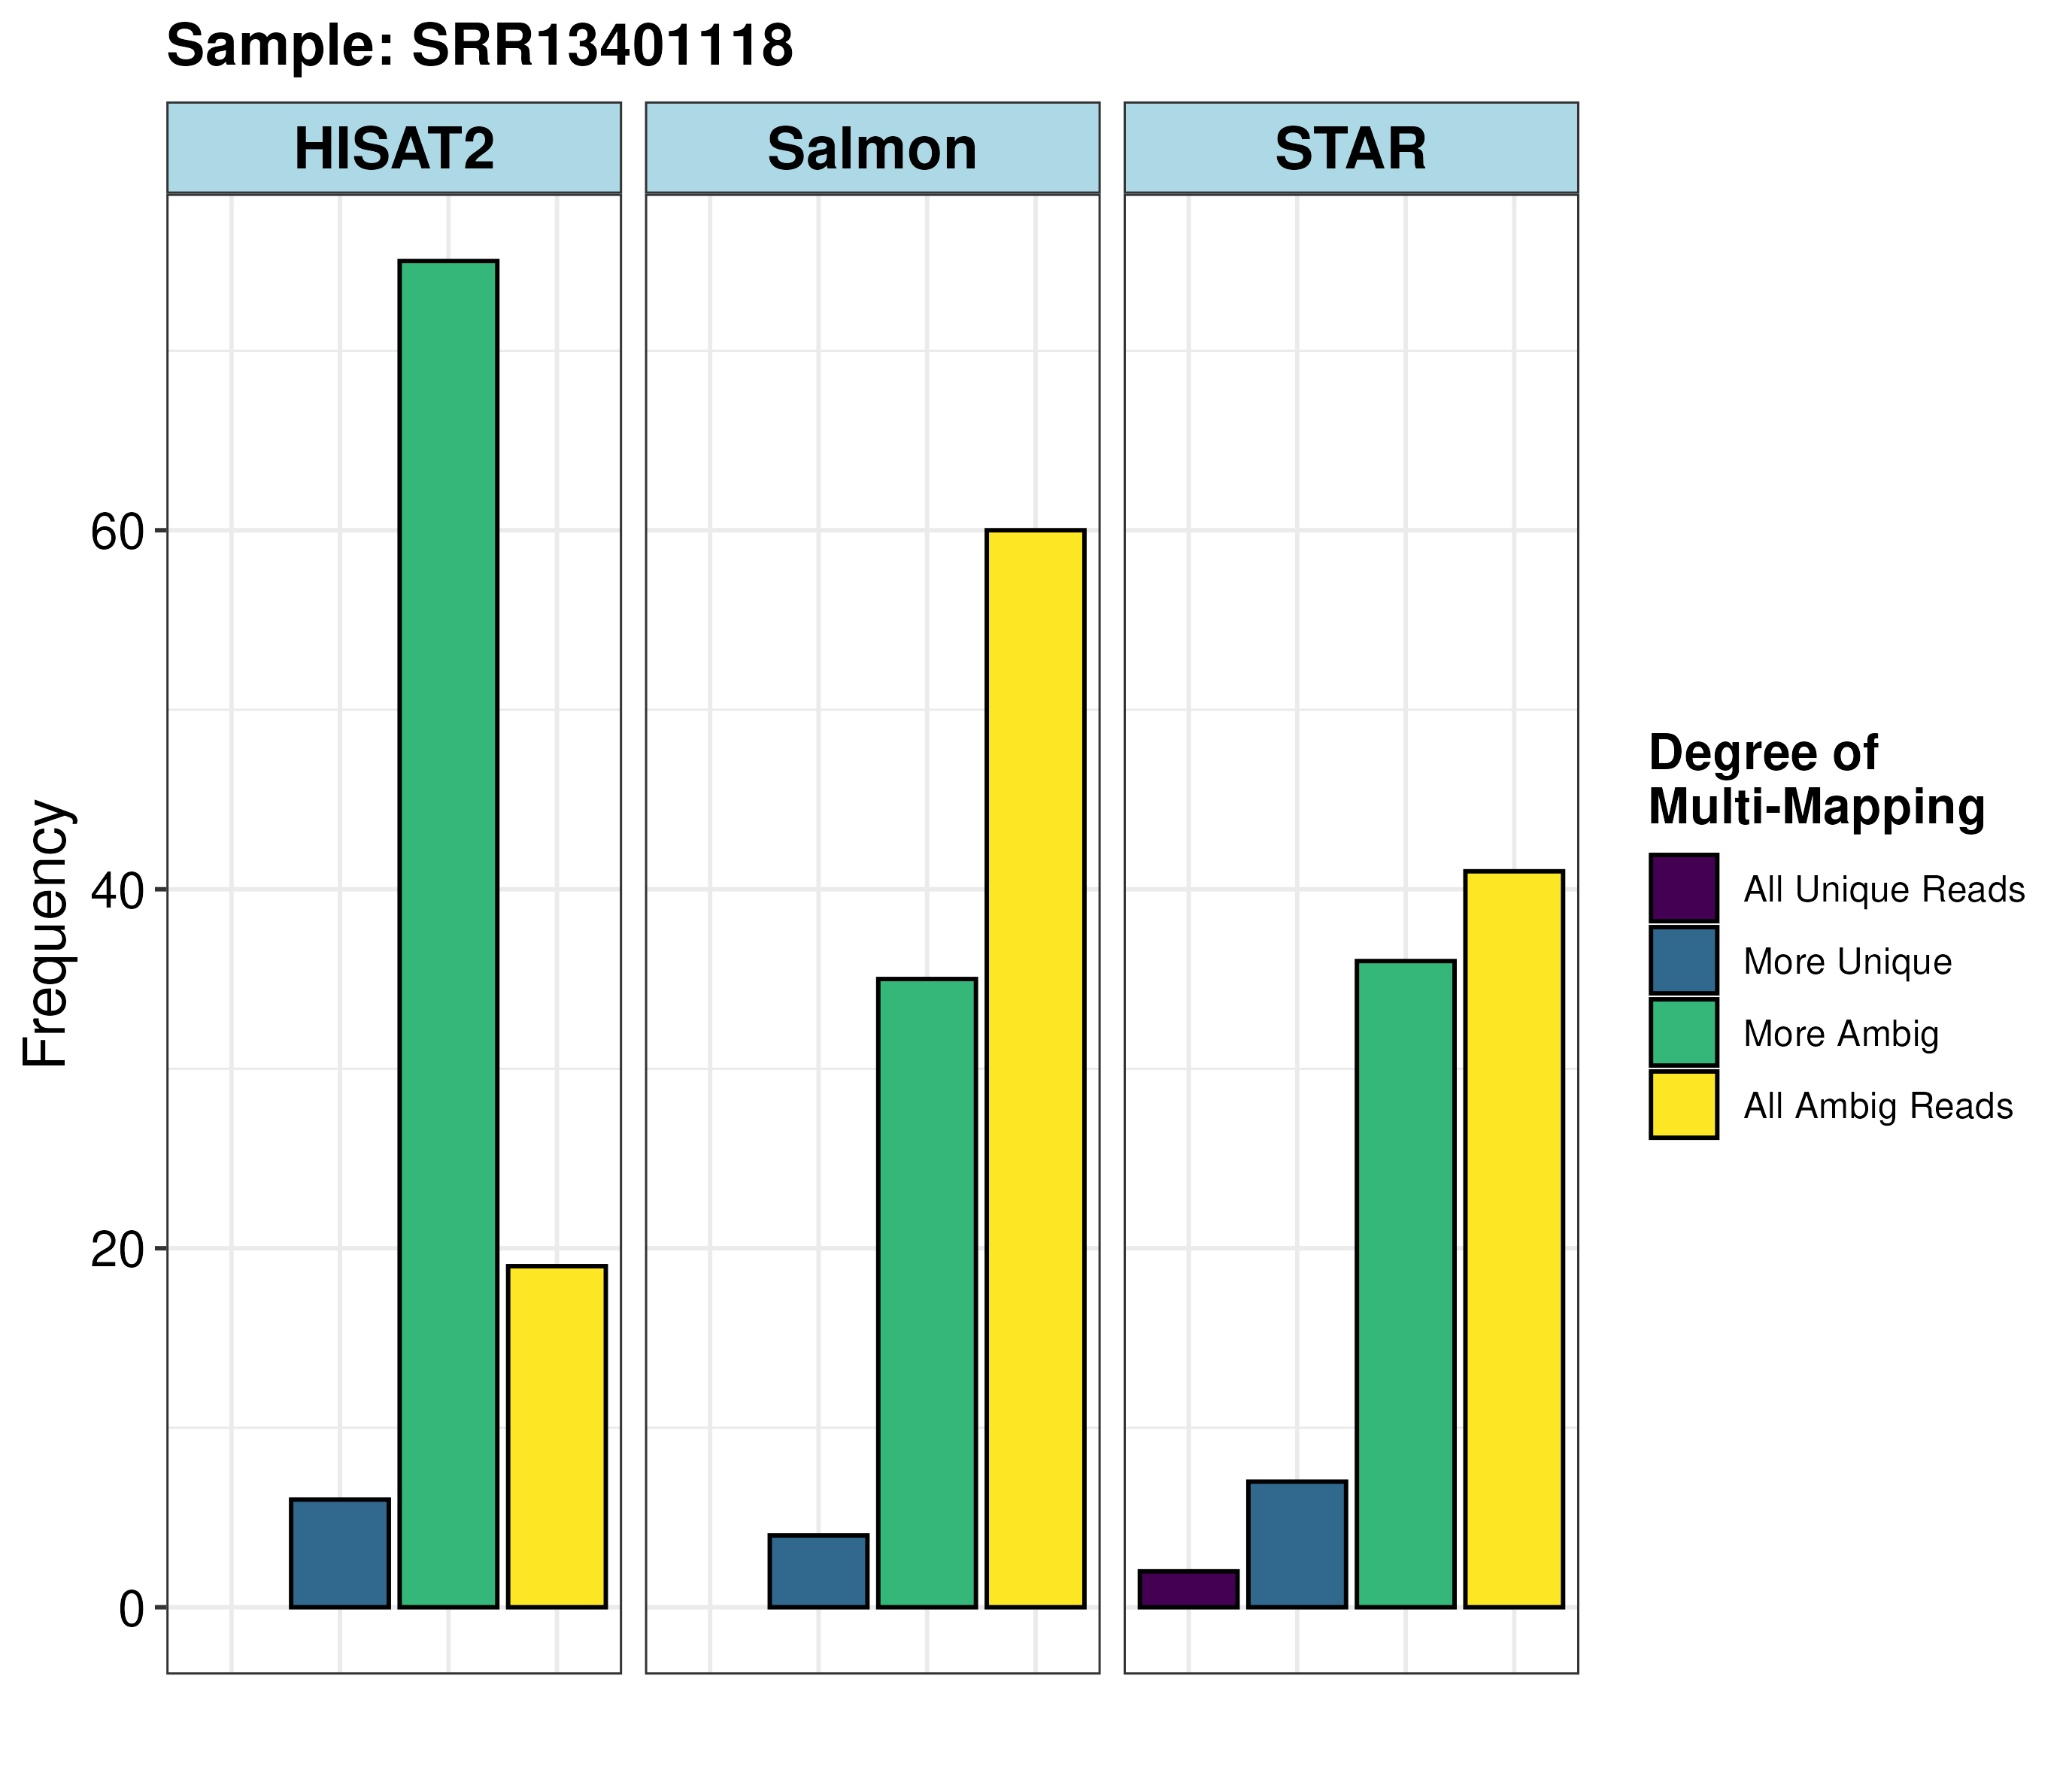 Sample: SRR13401118
HISAT2
Salmon
STAR
Frequency
60
40
20
0
Degree of
Multi-Mapping
All Unique Reads
More Unique
More Ambig
All Ambig Reads